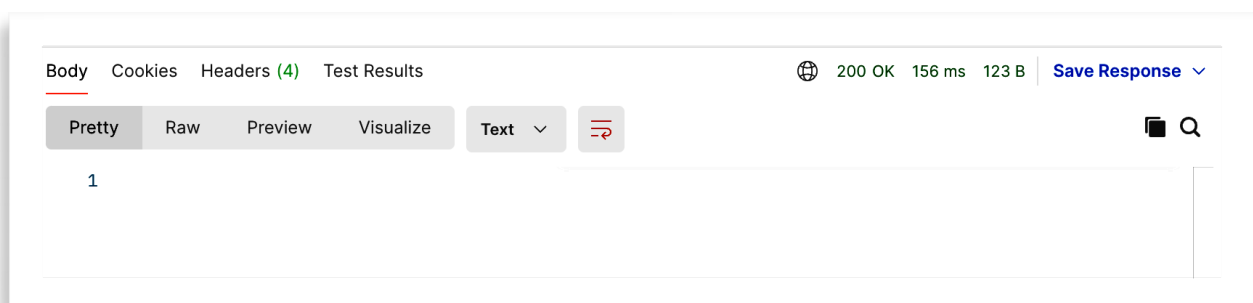 Body Cookies Headers (4) Test Results 200 OK 156 ms 123 B Save Response
Pretty Raw Preview Visualize Text
1